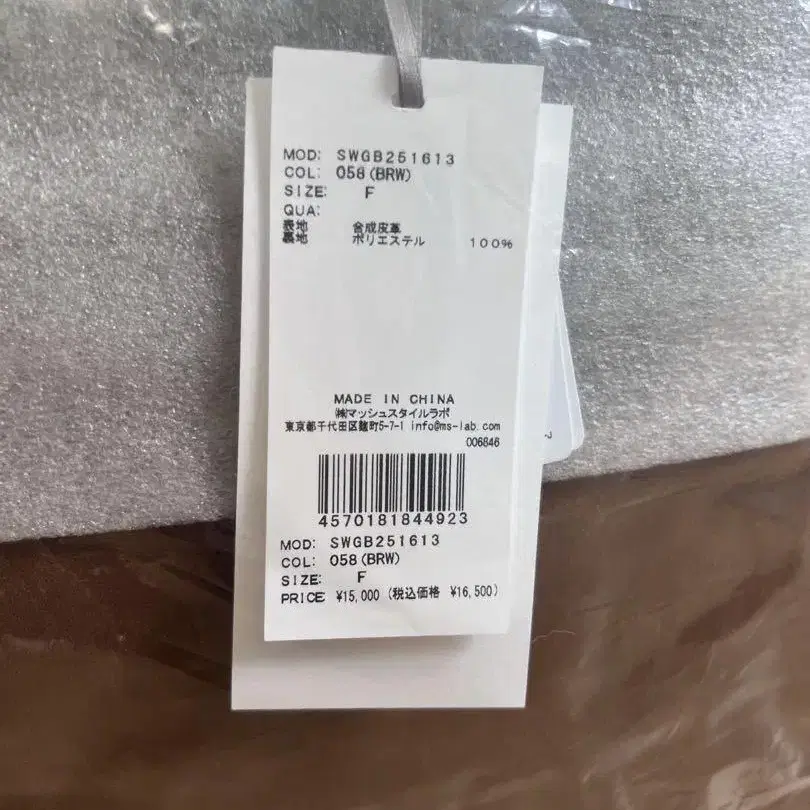 MOD: SWGB251613
COL: 058(BRW)
SIZE: F
QUA:
表地 合成皮革
裏地 ポリエステル 100%
MADE IN CHINA
㈱マッシュスタイルラボ
東京都千代田区麹町5-7-1 info@ms-lab.com
006846
4570181844923
MOD: SWGB251613
COL: 058(BRW)
SIZE: F
PRICE ¥15,000 (税込価格 ¥16,500)